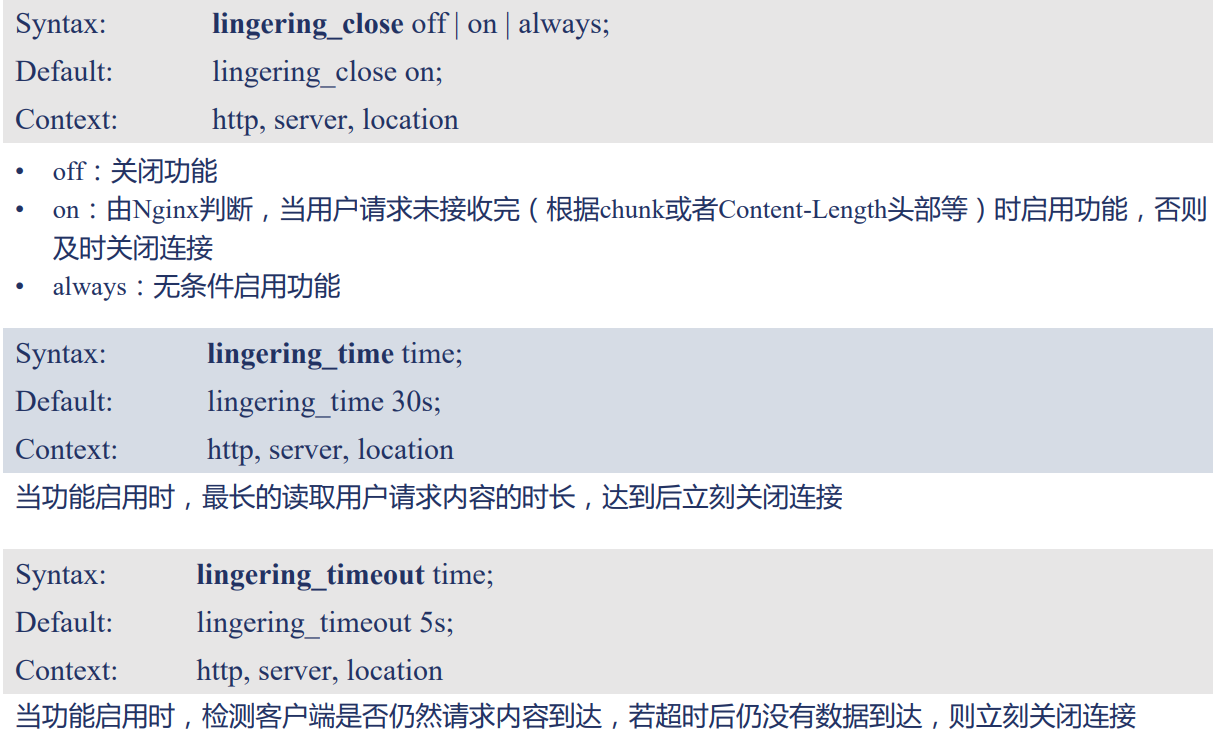 Syntax: lingering_close off | on | always;
Default: lingering_close on;
Context: http, server, location
• off：关闭功能
• on：由Nginx判断，当用户请求未接收完（根据chunk或者Content-Length头部等）时启用功能，否则
及时关闭连接
• always：无条件启用功能
Syntax: lingering_time time;
Default: lingering_time 30s;
Context: http, server, location
当功能启用时，最长的读取用户请求内容的时长，达到后立刻关闭连接
Syntax: lingering_timeout time;
Default: lingering_timeout 5s;
Context: http, server, location
当功能启用时，检测客户端是否仍然请求内容到达，若超时后仍没有数据到达，则立刻关闭连接